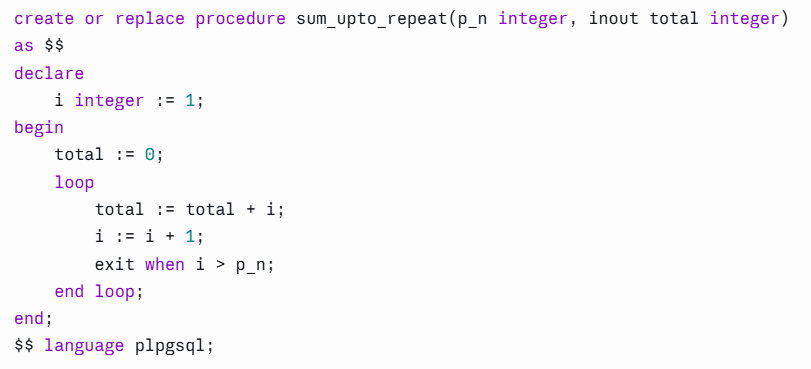 create or replace procedure sum_upto_repeat(p_n integer, inout total integer)
as $$
declare
    i integer := 1;
begin
    total := 0;
    loop
        total := total + i;
        i := i + 1;
        exit when i > p_n;
    end loop;
end;
$$ language plpgsql;